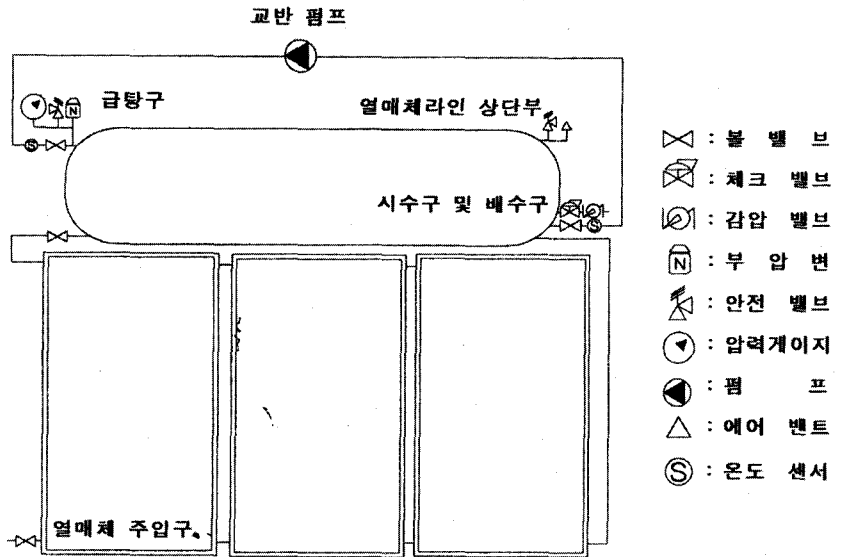 교반 펌프
급탕구
열매체라인 상단부
시수구 및 배수구
열매체 주입구
: 볼 밸 브
: 체크 밸브
: 감압 밸브
N : 부 압 변
: 안전 밸브
: 압력게이지
: 펌 프
: 에어 벤트
S : 온도 센서
N
S
S